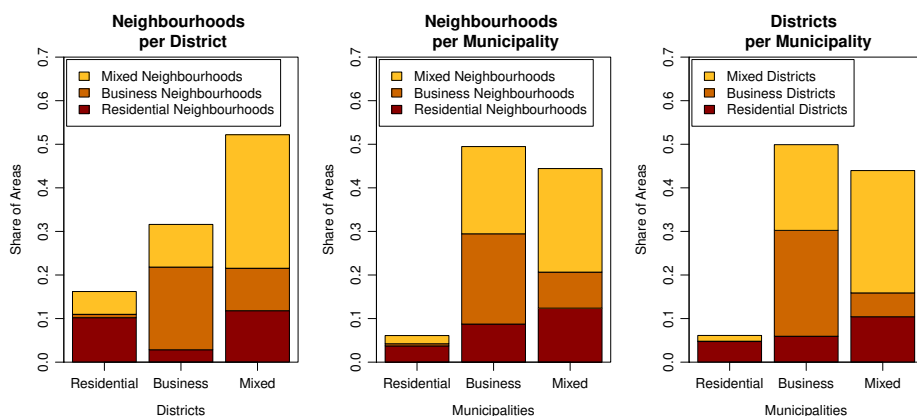 Neighbourhoods
per District
Share of Areas
0.7
0.6
0.5
0.4
0.3
0.2
0.1
0.0
Mixed Neighbourhoods
Business Neighbourhoods
Residential Neighbourhoods
Residential
Business
Mixed
Districts
Neighbourhoods
per Municipality
Share of Areas
0.7
0.6
0.5
0.4
0.3
0.2
0.1
0.0
Mixed Neighbourhoods
Business Neighbourhoods
Residential Neighbourhoods
Residential
Business
Mixed
Municipalities
Districts
per Municipality
Share of Areas
0.7
0.6
0.5
0.4
0.3
0.2
0.1
0.0
Mixed Districts
Business Districts
Residential Districts
Residential
Business
Mixed
Municipalities